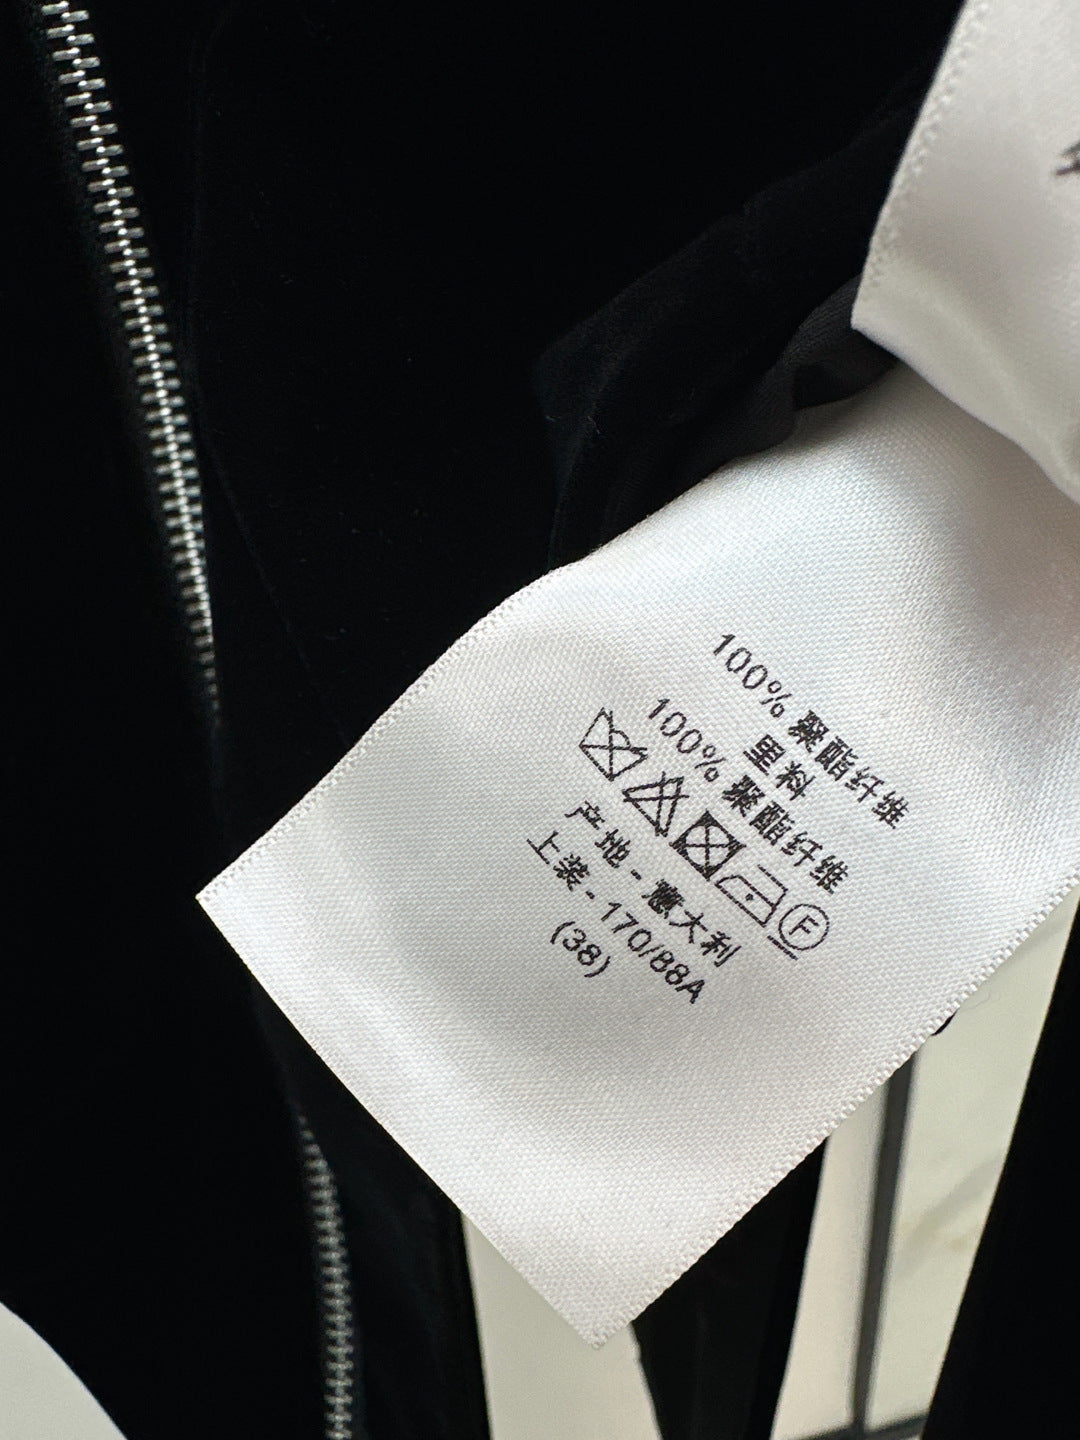 100% 聚酯纤维
里料
100% 聚酯纤维
F
产地 - 意大利
上装 - 170/88A
(38)